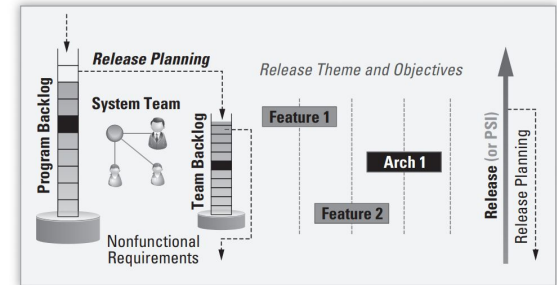 Release Planning
Program Backlog
System Team
Team Backlog
Nonfunctional
Requirements
Release Theme and Objectives
Feature 1
Arch 1
Feature 2
Release (or PSI)
Release Planning